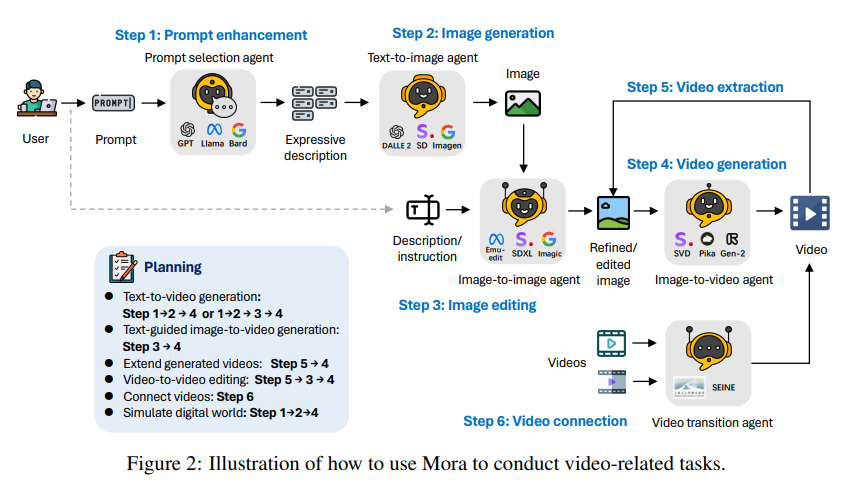 Step 1: Prompt enhancement
Prompt selection agent
User
PROMPT
Prompt
GPT Llama Bard
Expressive
description
Step 2: Image generation
Text-to-image agent
DALLE 2 SD Imagen
Image
Step 5: Video extraction
Step 4: Video generation
T
Description/
instruction
Emu-
edit
SDXL Imagic
Image-to-image agent
Step 3: Image editing
Refined/
edited
image
SVD Pika Gen-2
Image-to-video agent
Video
Planning
● Text-to-video generation:
Step 1→2 → 4 or 1→2 → 3 → 4
● Text-guided image-to-video generation:
Step 3 → 4
● Extend generated videos: Step 5 → 4
● Video-to-video editing: Step 5 → 3 → 4
● Connect videos: Step 6
● Simulate digital world: Step 1→2→4
Videos
SEINE
Step 6: Video connection
Video transition agent
Figure 2: Illustration of how to use Mora to conduct video-related tasks.